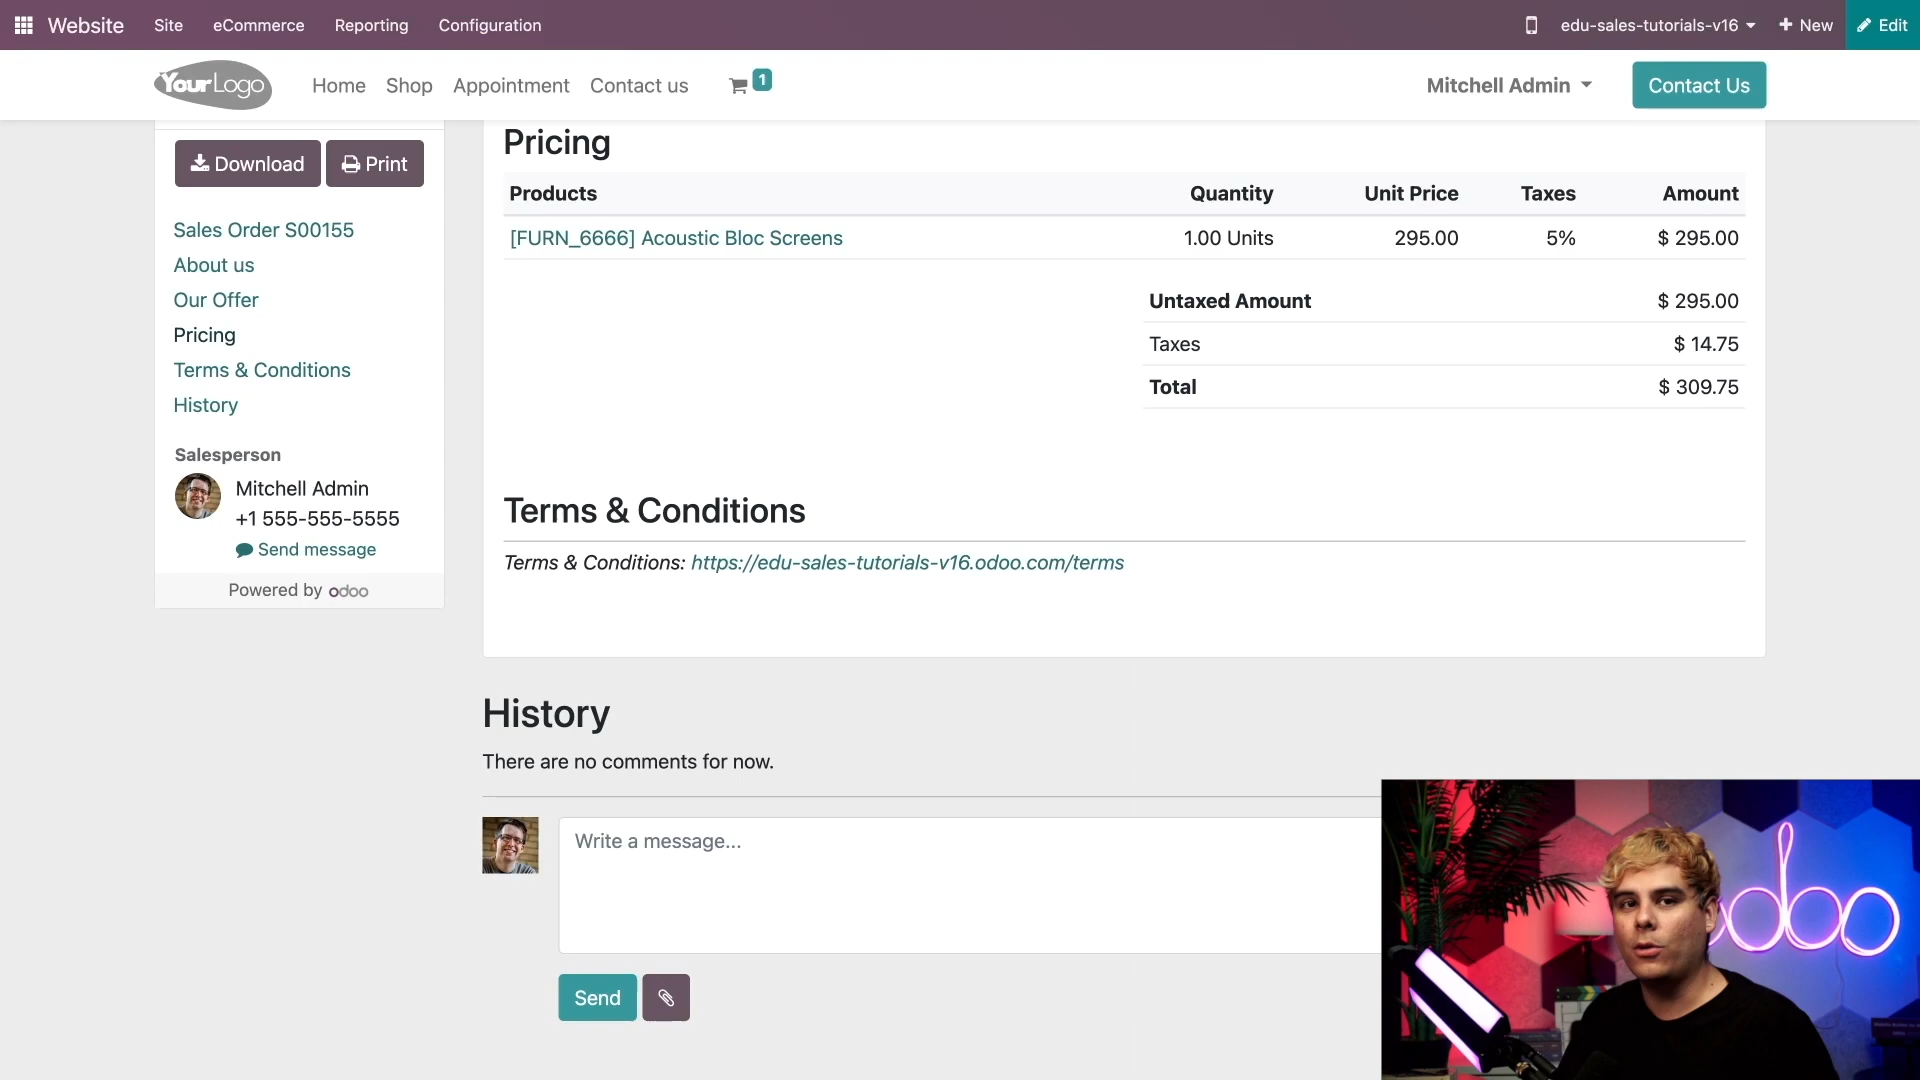 Website Site eCommerce Reporting Configuration edu-sales-tutorials-v16 New Edit
YourLogo Home Shop Appointment Contact us 1 Mitchell Admin Contact Us
Download Print
Sales Order S00155
About us
Our Offer
Pricing
Terms & Conditions
History
Salesperson
Mitchell Admin
+1 555-555-5555
Send message
Powered by odoo
Pricing
Products Quantity Unit Price Taxes Amount
[FURN_6666] Acoustic Bloc Screens 1.00 Units 295.00 5% $ 295.00
Untaxed Amount $ 295.00
Taxes $ 14.75
Total $ 309.75
Terms & Conditions
Terms & Conditions: https://edu-sales-tutorials-v16.odoo.com/terms
History
There are no comments for now.
Write a message...
Send
odoo